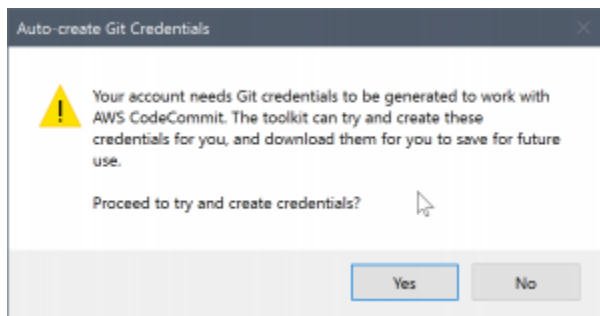 Auto-create Git Credentials
Your account needs Git credentials to be generated to work with
AWS CodeCommit. The toolkit can try and create these
credentials for you, and download them for you to save for future
use.
Proceed to try and create credentials?
Yes
No